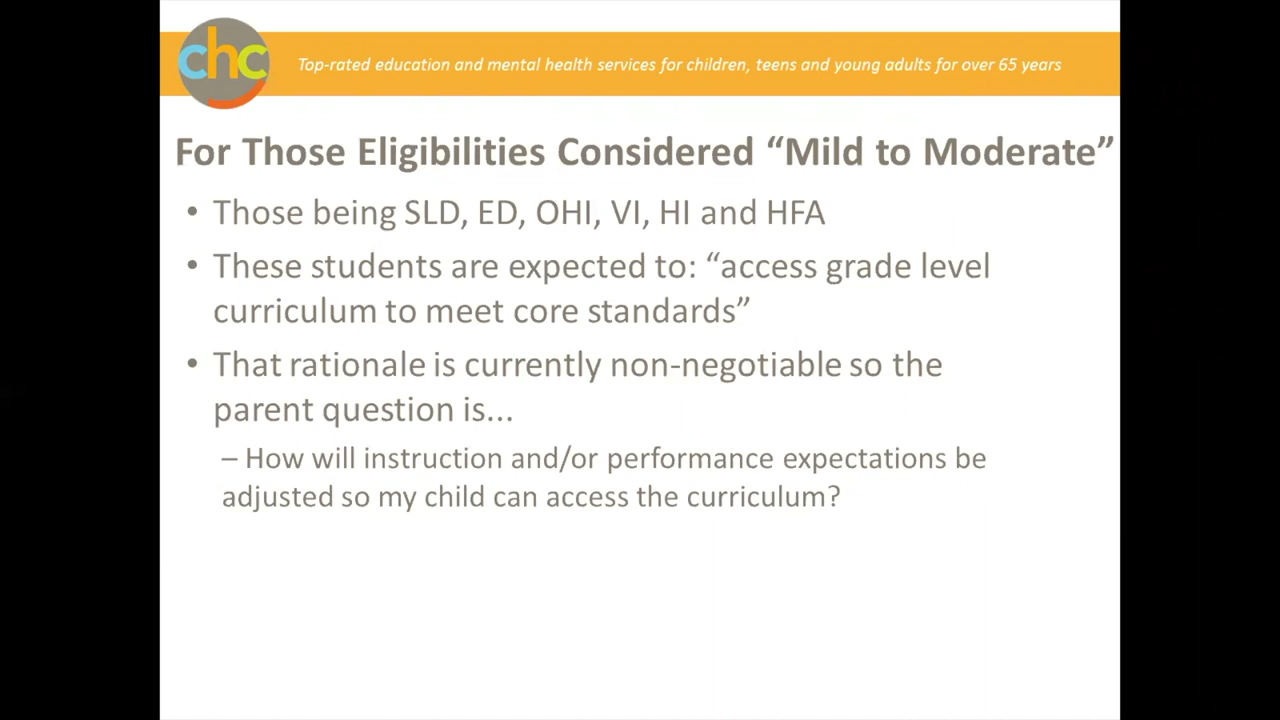 chc
Top-rated education and mental health services for children, teens and young adults for over 65 years
For Those Eligibilities Considered “Mild to Moderate”
• Those being SLD, ED, OHI, VI, HI and HFA
• These students are expected to: “access grade level
curriculum to meet core standards”
• That rationale is currently non-negotiable so the
parent question is...
– How will instruction and/or performance expectations be
adjusted so my child can access the curriculum?